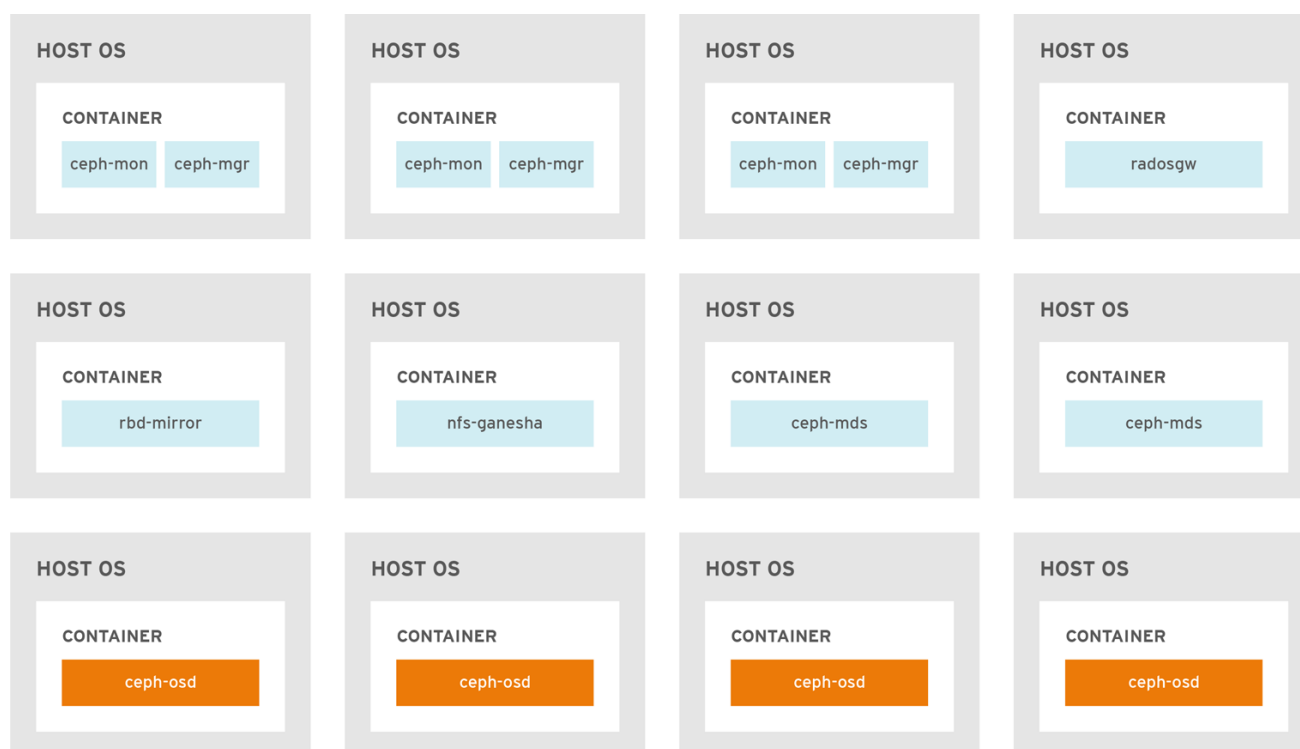 HOST OS HOST OS HOST OS HOST OS
CONTAINER CONTAINER CONTAINER CONTAINER
ceph-mon ceph-mgr ceph-mon ceph-mgr ceph-mon ceph-mgr radosgw
HOST OS HOST OS HOST OS HOST OS
CONTAINER CONTAINER CONTAINER CONTAINER
rbd-mirror nfs-ganesha ceph-mds ceph-mds
HOST OS HOST OS HOST OS HOST OS
CONTAINER CONTAINER CONTAINER CONTAINER
ceph-osd ceph-osd ceph-osd ceph-osd